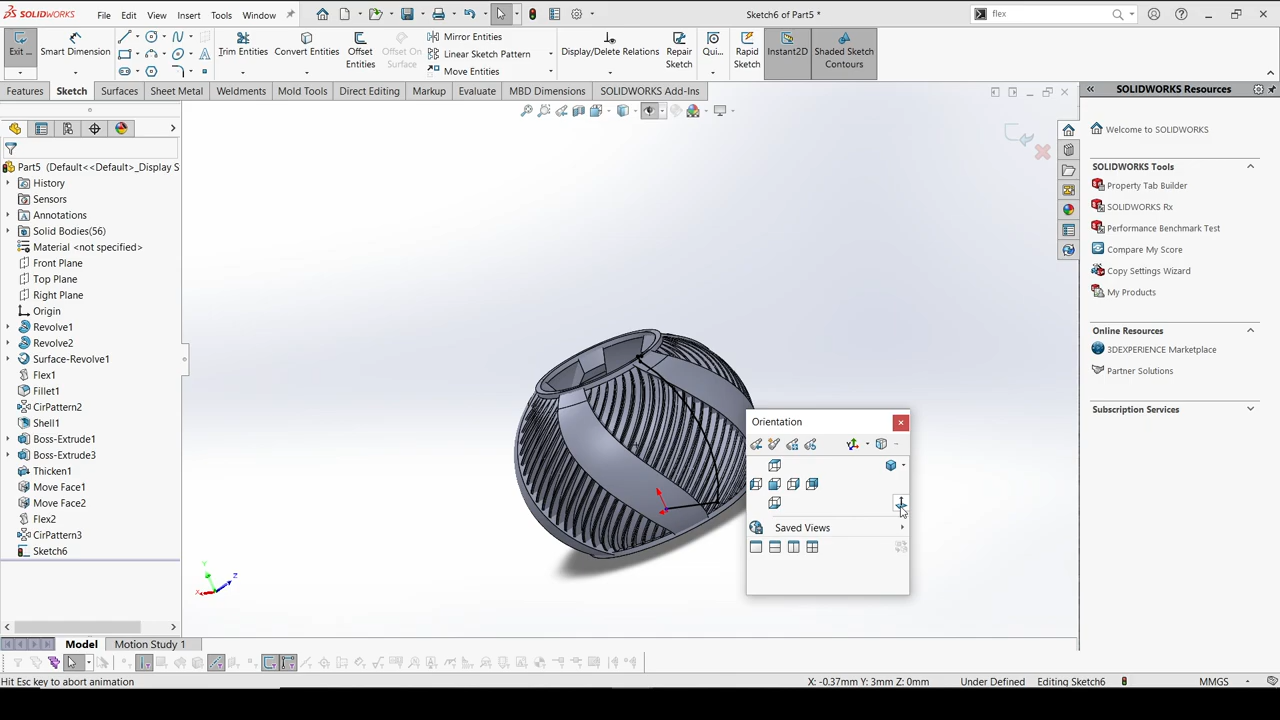 SOLIDWORKS File Edit View Insert Tools Window Sketch6 of Part5 * flex
Exit ... Smart Dimension Trim Entities Convert Entities Offset Entities Offset On Surface Mirror Entities Linear Sketch Pattern Move Entities Display/Delete Relations Repair Sketch Qui... Rapid Sketch Instant2D Shaded Sketch Contours
Features Sketch Surfaces Sheet Metal Weldments Mold Tools Direct Editing Markup Evaluate MBD Dimensions SOLIDWORKS Add-Ins
SOLIDWORKS Resources
Part5 (Default<<Default>_Display S
History
Sensors
Annotations
Solid Bodies(56)
Material <not specified>
Front Plane
Top Plane
Right Plane
Origin
Revolve1
Revolve2
Surface-Revolve1
Flex1
Fillet1
CirPattern2
Shell1
Boss-Extrude1
Boss-Extrude3
Thicken1
Move Face1
Move Face2
Flex2
Sketch6
Orientation
Saved Views
Y
Z
X
Welcome to SOLIDWORKS
SOLIDWORKS Tools
Property Tab Builder
SOLIDWORKS Rx
Performance Benchmark Test
Compare My Score
Copy Settings Wizard
My Products
Online Resources
3DEXPERIENCE Marketplace
Partner Solutions
Subscription Services
Model Motion Study 1
Hit Esc key to abort animation X: -0.37mm Y: 3mm Z: 0mm Under Defined Editing Sketch6 MMGS